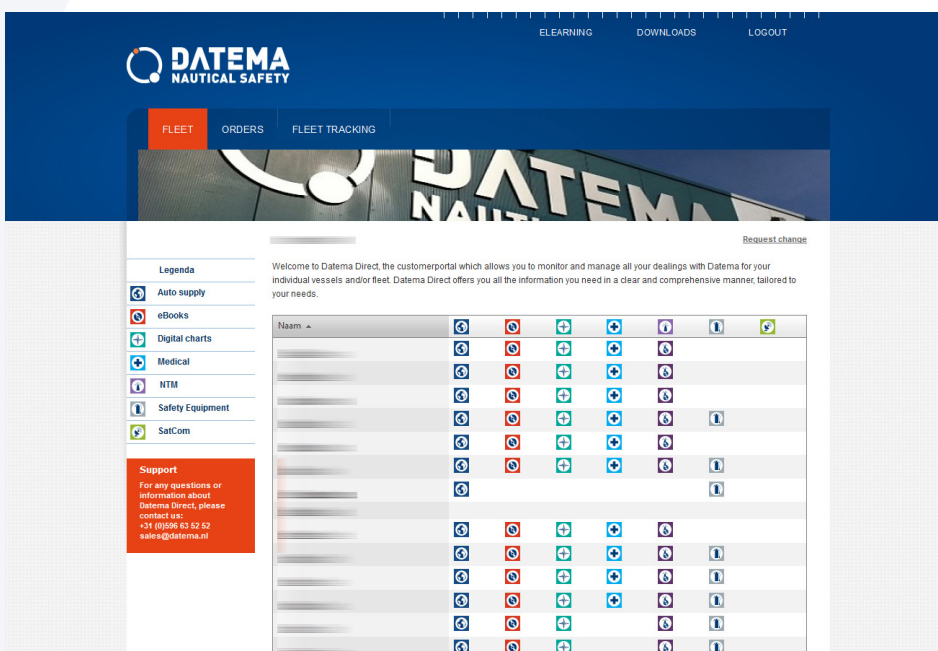 ELEARNING DOWNLOADS LOGOUT
DATEMA
NAUTICAL SAFETY
FLEET ORDERS FLEET TRACKING
DATEMA
Request change
Legenda
Auto supply
eBooks
Digital charts
Medical
NTM
Safety Equipment
SatCom
Support
For any questions or
information about
Datema Direct, please
contact us:
+31 (0)596 63 52 52
sales@datema.nl
Welcome to Datema Direct, the customerportal which allows you to monitor and manage all your dealings with Datema for your
individual vessels and/or fleet. Datema Direct offers you all the information you need in a clear and comprehensive manner, tailored to
your needs.
Naam